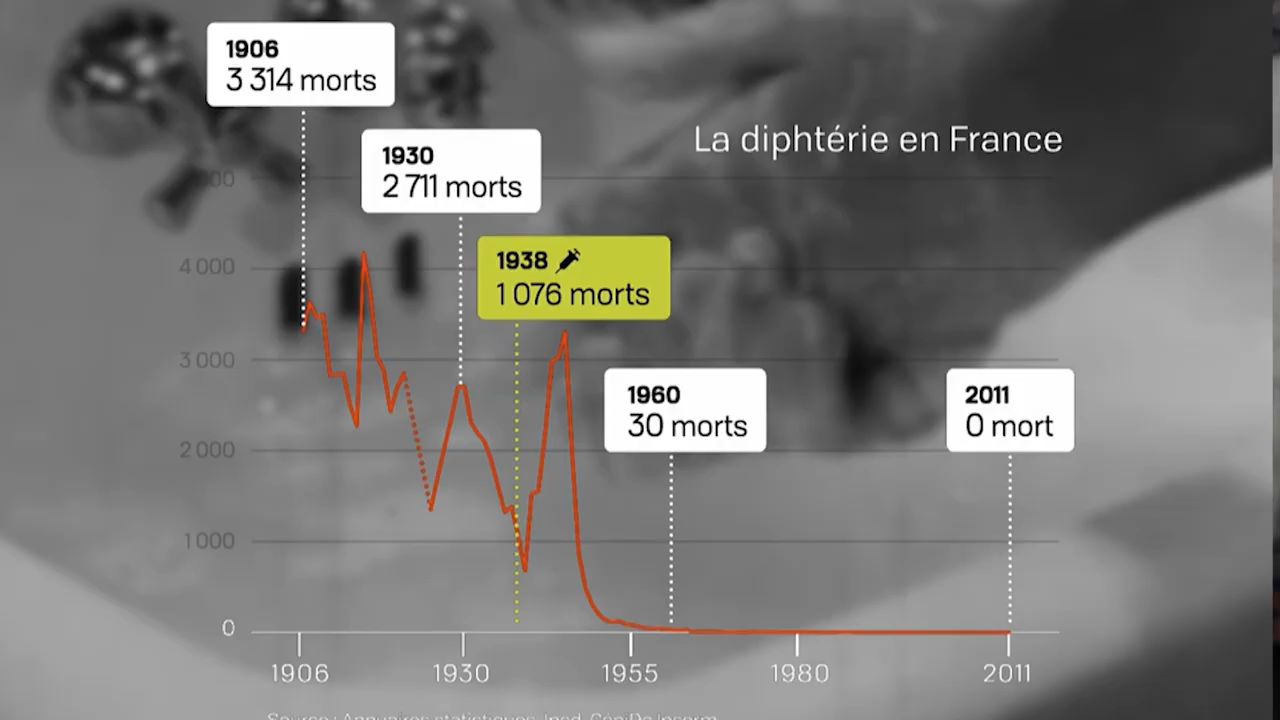 1906
3 314 morts
La diphtérie en France
1930
2 711 morts
1938
1 076 morts
4 000
3 000
1960
30 morts
2011
0 mort
2 000
1 000
0
1906
1930
1955
1980
2011